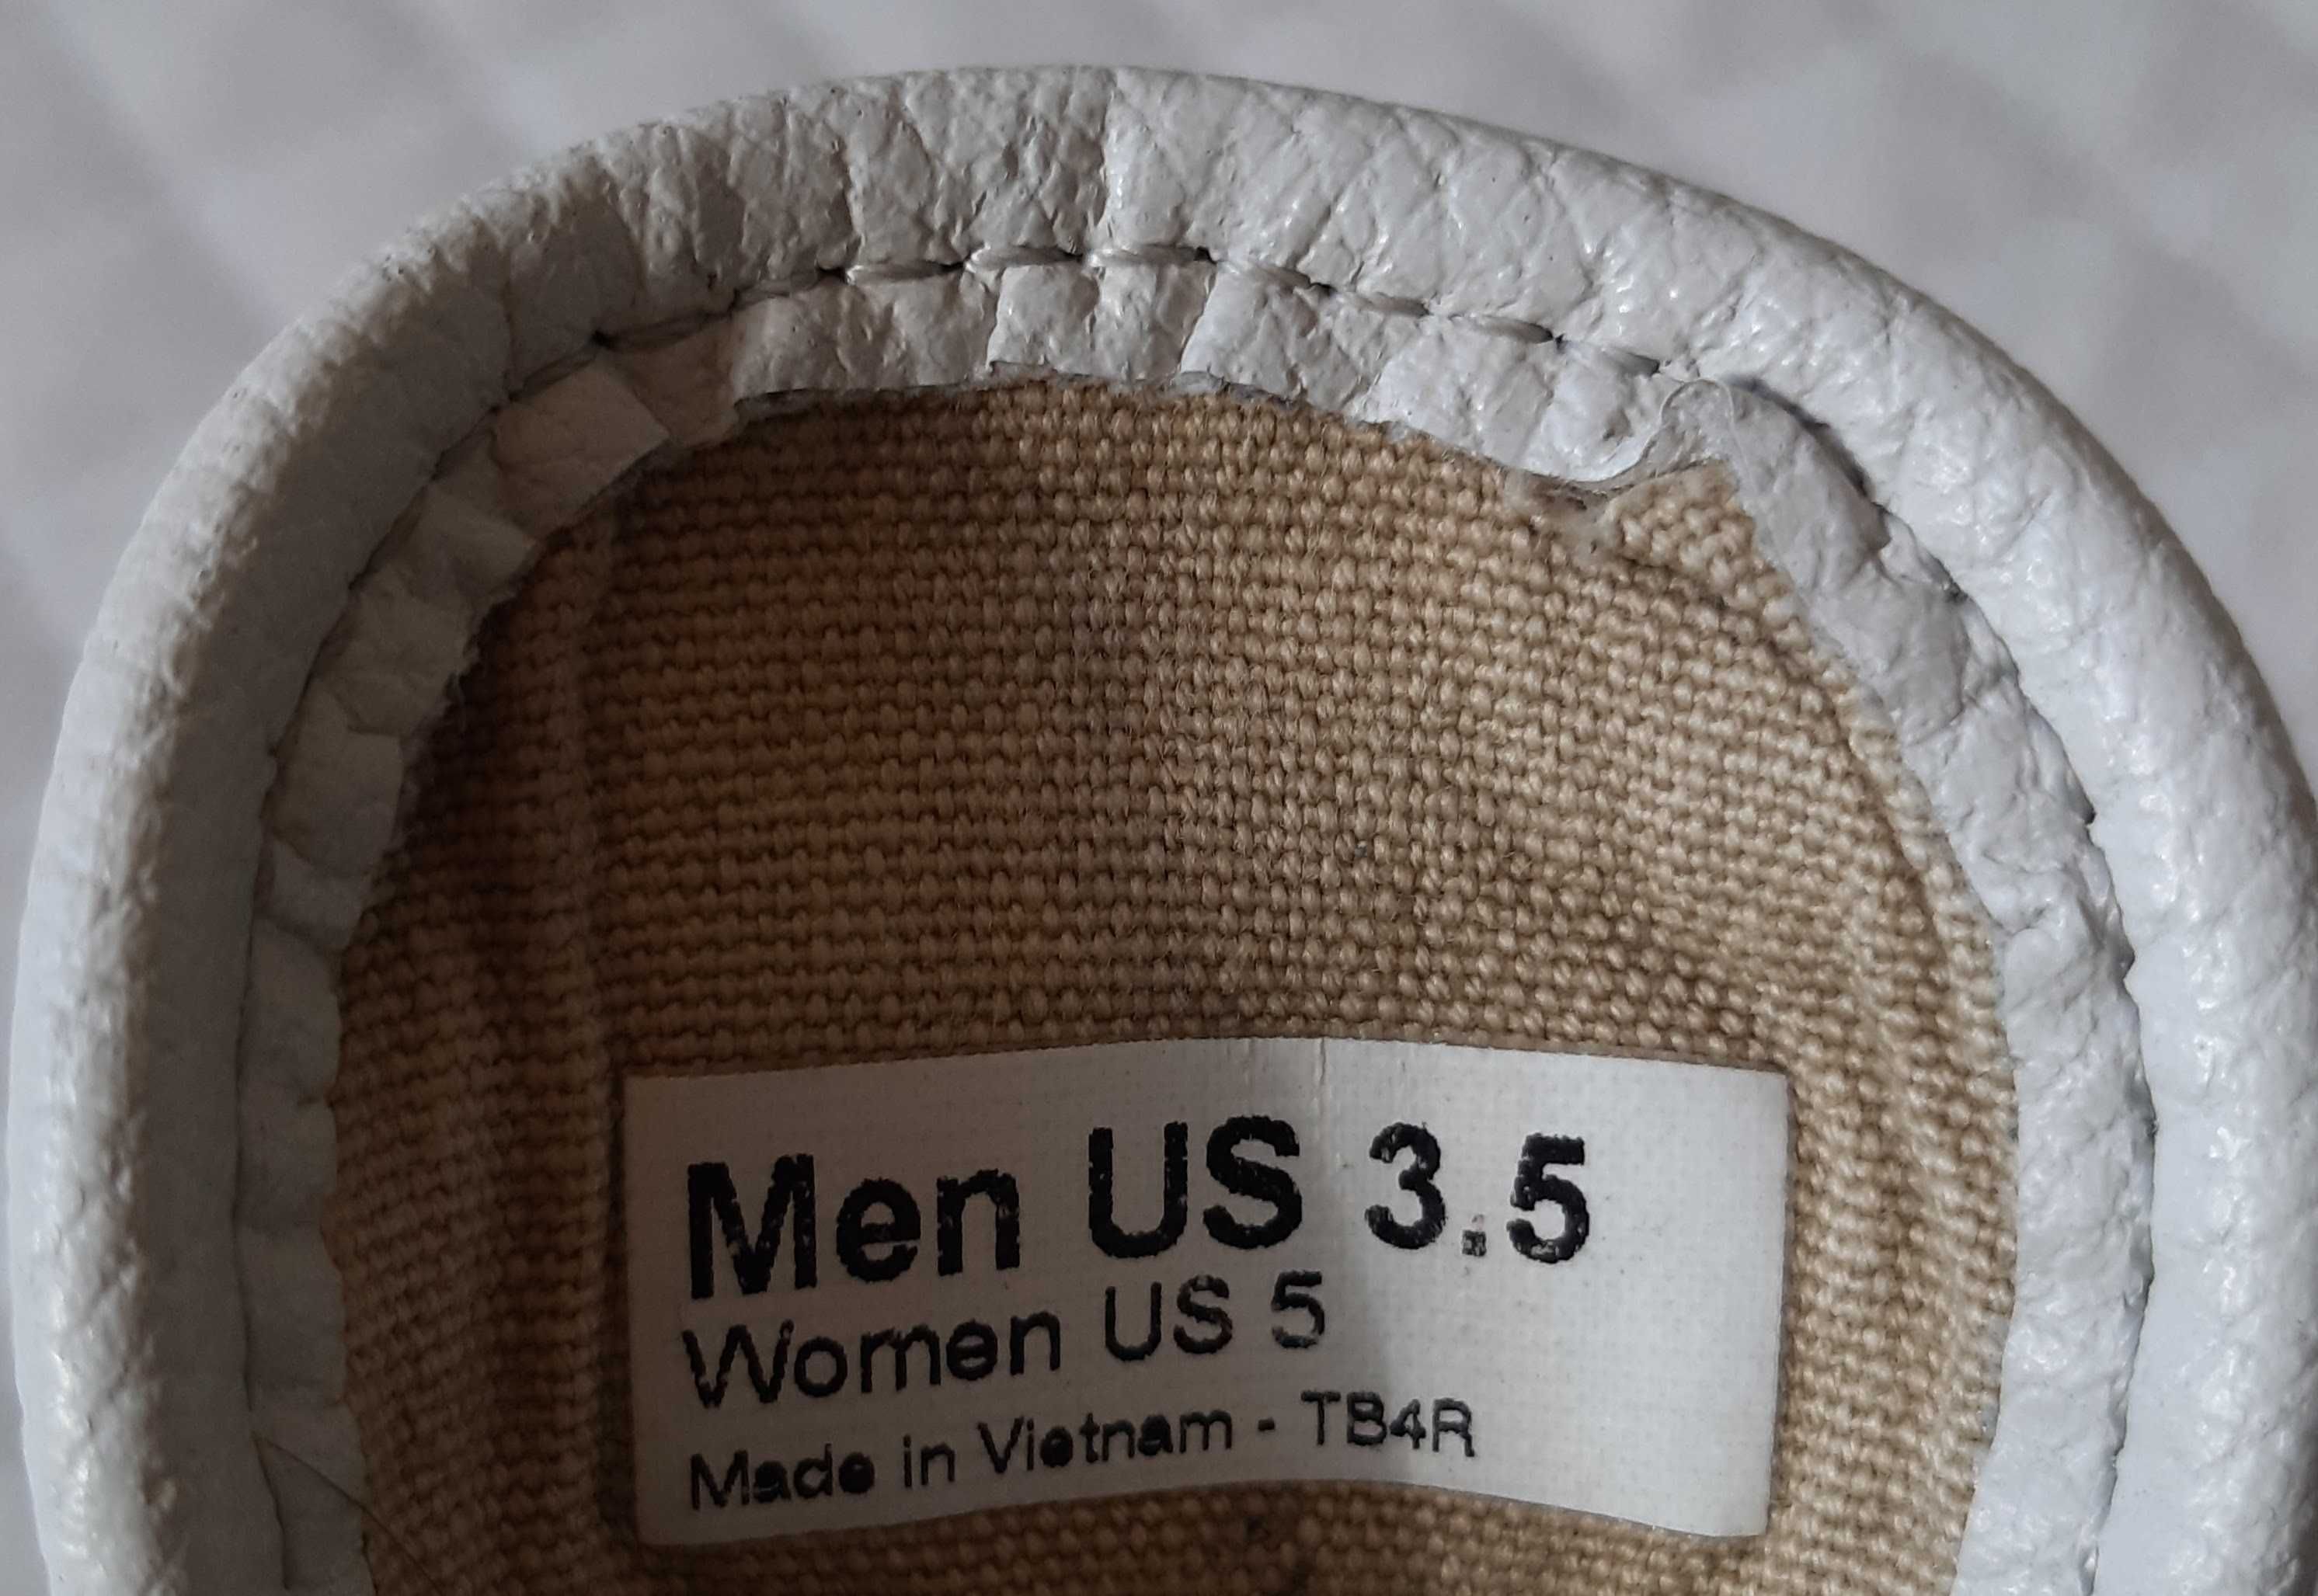 Men US 3.5
Women US 5
Made in Vietnam - TB4R